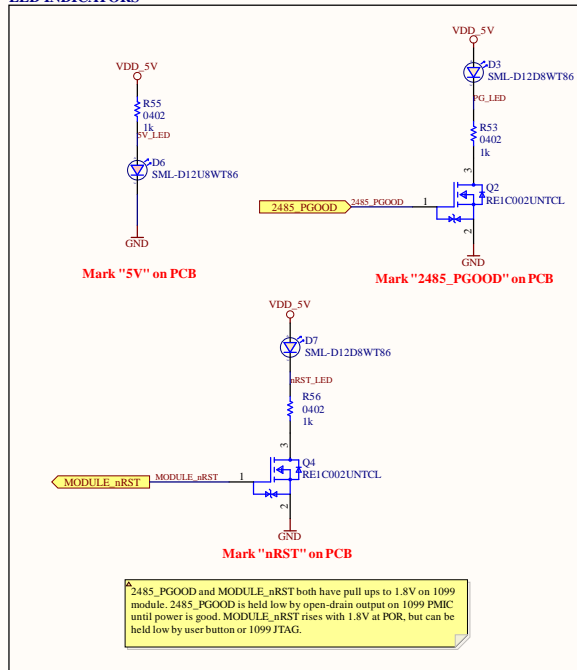 LED INDICATORS
VDD_5V
R55
0402
1k
5V_LED
D6
SML-D12U8WT86
GND
Mark "5V" on PCB
VDD_5V
D3
SML-D12D8WT86
PG_LED
R53
0402
1k
3
Q2
RE1C002UNTCL
2485_PGOOD
2485_PGOOD
1
2
GND
Mark "2485_PGOOD" on PCB
VDD_5V
D7
SML-D12D8WT86
nRST_LED
R56
0402
1k
3
Q4
RE1C002UNTCL
MODULE_nRST
MODULE_nRST
1
2
GND
Mark "nRST" on PCB
2485_PGOOD and MODULE_nRST both have pull ups to 1.8V on 1099
module. 2485_PGOOD is held low by open-drain output on 1099 PMIC
until power is good. MODULE_nRST rises with 1.8V at POR, but can be
held low by user button or 1099 JTAG.